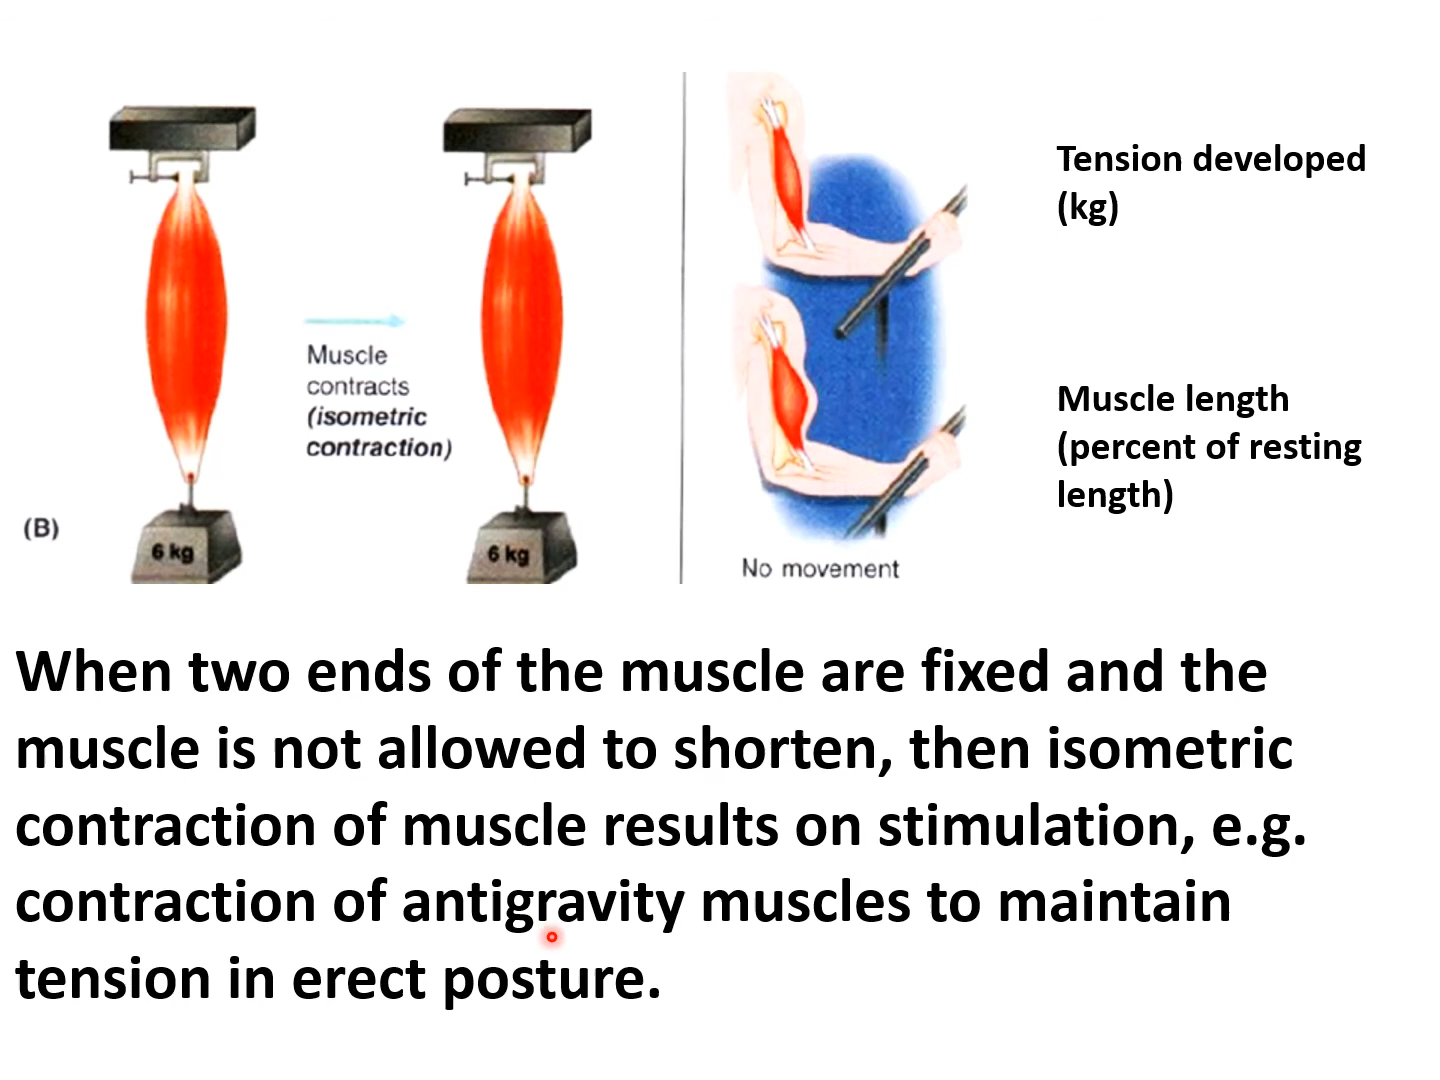 Tension developed
(kg)
Muscle
contracts
(isometric
contraction)
Muscle length
(percent of resting
length)
(B)
6 kg
6 kg
No movement
When two ends of the muscle are fixed and the
muscle is not allowed to shorten, then isometric
contraction of muscle results on stimulation, e.g.
contraction of antigravity muscles to maintain
tension in erect posture.